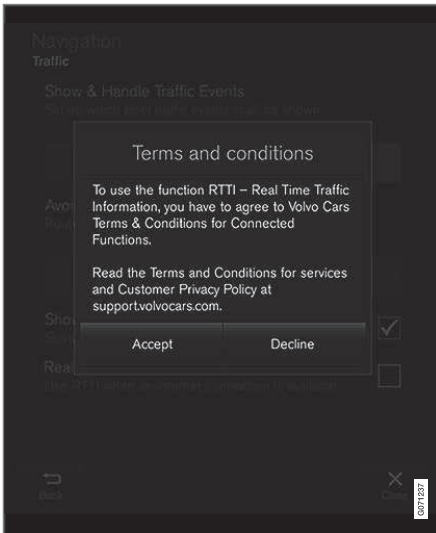 Navigation
Traffic
Show & Handle Traffic Events
Terms and conditions
To use the function RTTI – Real Time Traffic
Information, you have to agree to Volvo Cars
Terms & Conditions for Connected
Functions.
Read the Terms and Conditions for services
and Customer Privacy Policy at
support.volvocars.com.
Accept
Decline
Back
Close
G071237